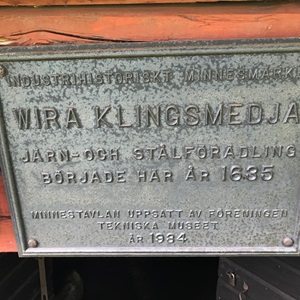 INDUSTRIHISTORISKT MINNESMÄRKE
WIRA KLINGSMEDJA
JÄRN-OCH STÅLFÖRÄDLING
BÖRJADE HÄR ÅR 1635
MINNESTAVLAN UPPSATT AV FÖRENINGEN
TEKNISKA MUSEET
ÅR 1934